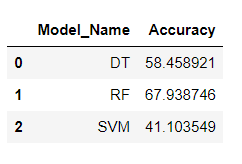 Model_Name Accuracy
0 DT 58.458921
1 RF 67.938746
2 SVM 41.103549